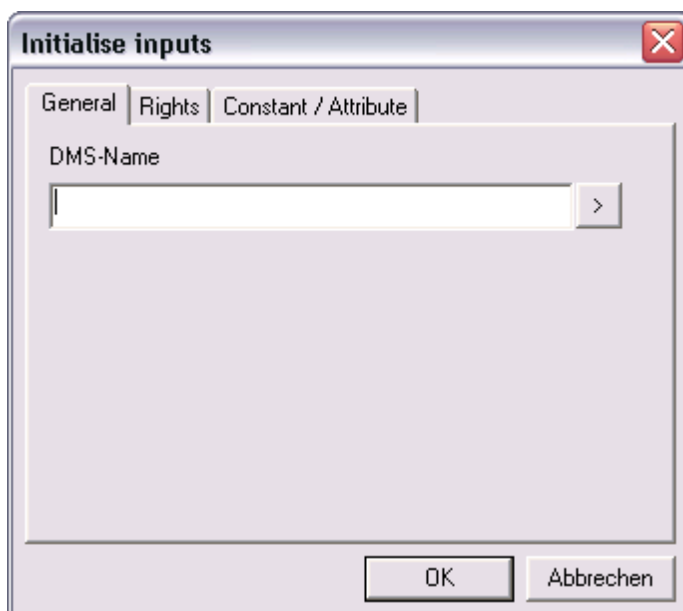 Initialise inputs
General Rights Constant / Attribute
DMS-Name
>
OK Abbrechen